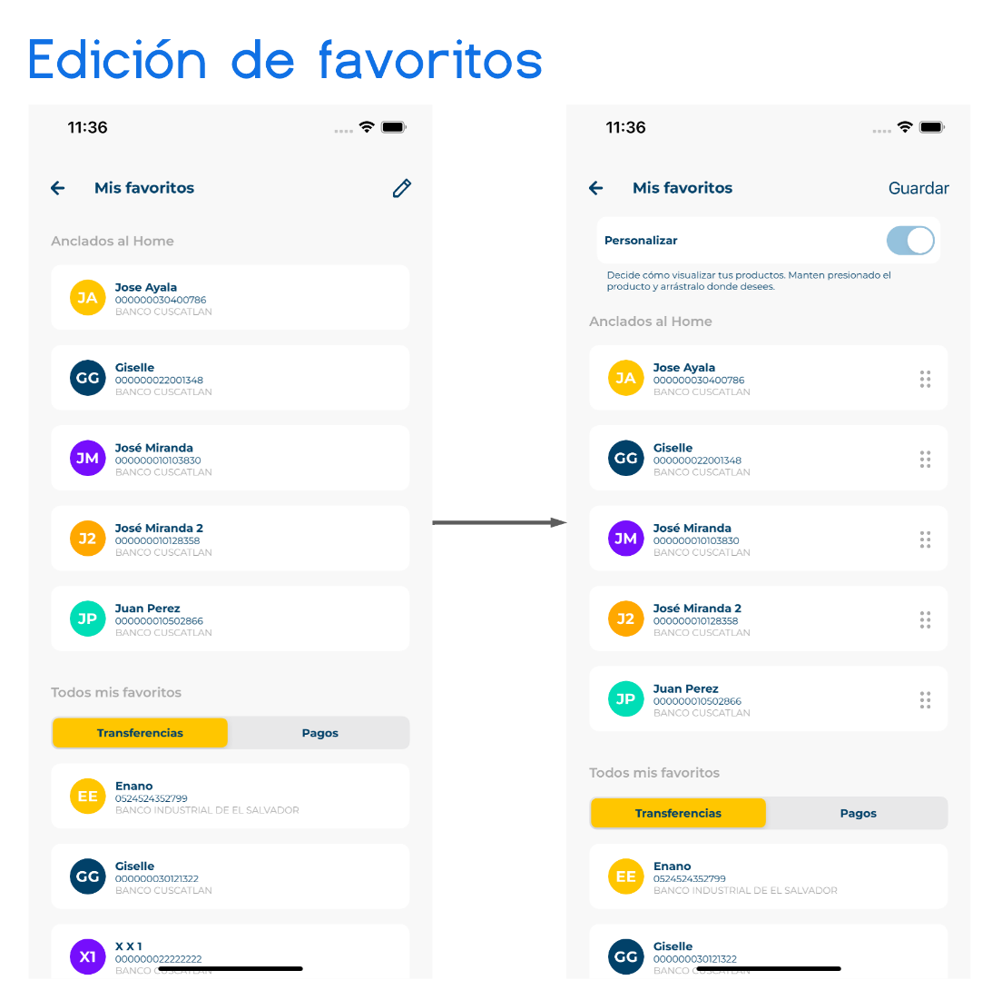 Edición de favoritos
11:36
Mis favoritos
Anclados al Home
JA
Jose Ayala
000000030400786
BANCO CUSCATLAN
GG
Giselle
000000022001348
BANCO CUSCATLAN
JM
José Miranda
000000010103830
BANCO CUSCATLAN
J2
José Miranda 2
000000010128358
BANCO CUSCATLAN
JP
Juan Perez
000000010502866
BANCO CUSCATLAN
Todos mis favoritos
Transferencias Pagos
EE
Enano
0524524352799
BANCO INDUSTRIAL DE EL SALVADOR
GG
Giselle
000000030121322
BANCO CUSCATLAN
X1
X X 1
000000022222222
BANCO CUSCATLAN
11:36
Mis favoritos Guardar
Personalizar
Decide cómo visualizar tus productos. Manten presionado el
producto y arrástralo donde desees.
Anclados al Home
JA
Jose Ayala
000000030400786
BANCO CUSCATLAN
GG
Giselle
000000022001348
BANCO CUSCATLAN
JM
José Miranda
000000010103830
BANCO CUSCATLAN
J2
José Miranda 2
000000010128358
BANCO CUSCATLAN
JP
Juan Perez
000000010502866
BANCO CUSCATLAN
Todos mis favoritos
Transferencias Pagos
EE
Enano
0524524352799
BANCO INDUSTRIAL DE EL SALVADOR
GG
Giselle
000000030121322
BANCO CUSCATLAN